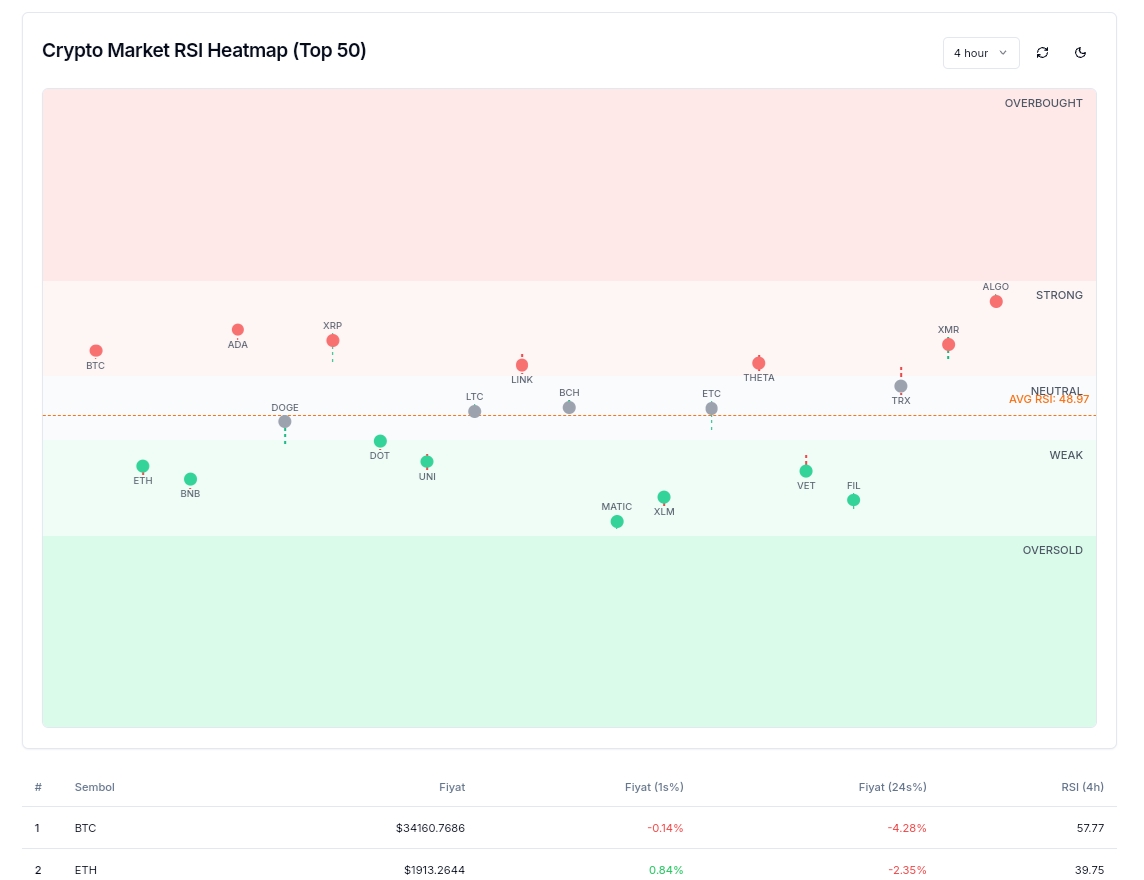 Crypto Market RSI Heatmap (Top 50)
4 hour
OVERBOUGHT
ALGO
STRONG
XRP
XMR
ADA
BTC
THETA
LINK
NEUTRAL
BCH
ETC
LTC
TRX
AVG RSI: 48.97
DOGE
DOT
WEAK
UNI
ETH
VET
FIL
BNB
MATIC
XLM
OVERSOLD
# Sembol Fiyat Fiyat (1s%) Fiyat (24s%) RSI (4h)
1 BTC $34160.7686 -0.14% -4.28% 57.77
2 ETH $1913.2644 0.84% -2.35% 39.75